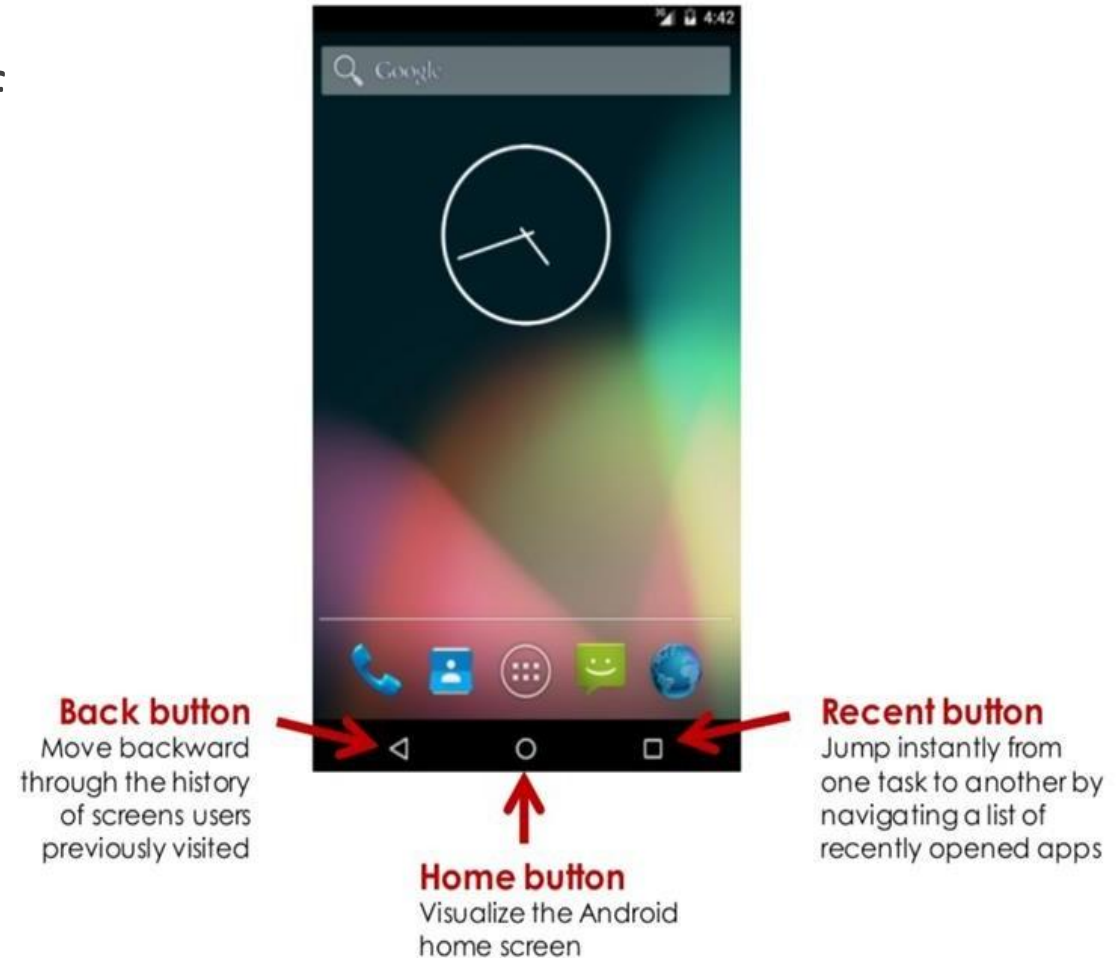 3G 4:42
Google
Back button
Move backward
through the history
of screens users
previously visited
Home button
Visualize the Android
home screen
Recent button
Jump instantly from
one task to another by
navigating a list of
recently opened apps